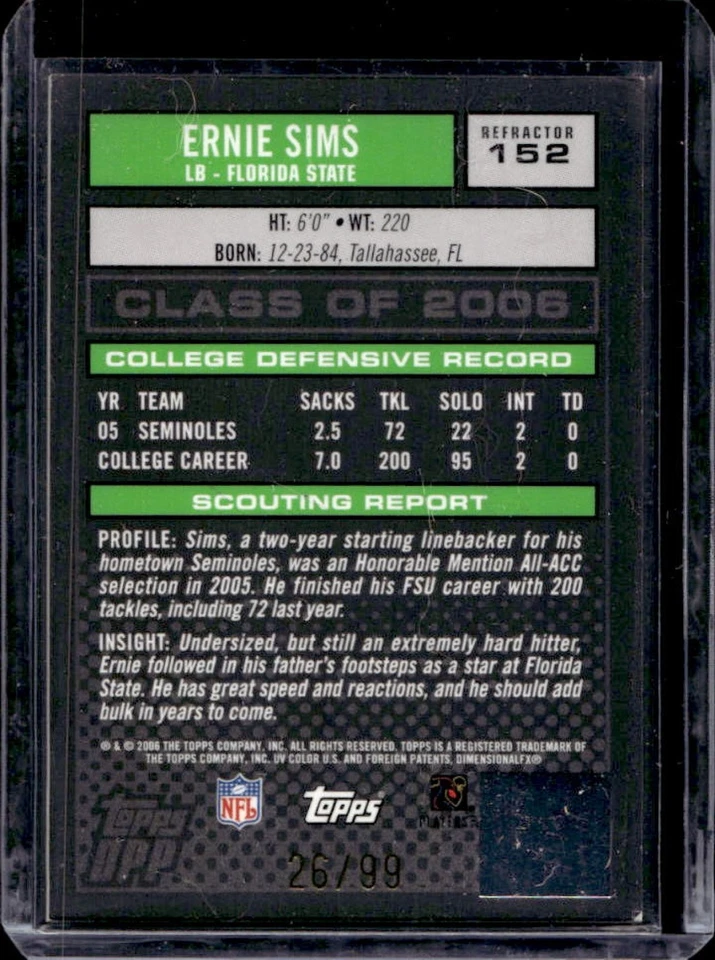 ERNIE SIMS
LB - FLORIDA STATE
REFRACTOR
152
HT: 6'0" • WT: 220
BORN: 12-23-84, Tallahassee, FL
CLASS OF 2006
COLLEGE DEFENSIVE RECORD
YR TEAM SACKS TKL SOLO INT TD
05 SEMINOLES 2.5 72 22 2 0
COLLEGE CAREER 7.0 200 95 2 0
SCOUTING REPORT
PROFILE: Sims, a two-year starting linebacker for his
hometown Seminoles, was an Honorable Mention All-ACC
selection in 2005. He finished his FSU career with 200
tackles, including 72 last year.
INSIGHT: Undersized, but still an extremely hard hitter,
Ernie followed in his father's footsteps as a star at Florida
State. He has great speed and reactions, and he should add
bulk in years to come.
® & © 2006 THE TOPPS COMPANY, INC. ALL RIGHTS RESERVED. TOPPS IS A REGISTERED TRADEMARK OF
THE TOPPS COMPANY, INC. UV COLOR U.S. AND FOREIGN PATENTS, DIMENSIONALFX®
NFL
Topps
PLAYERS
Topps
DPP
26/99